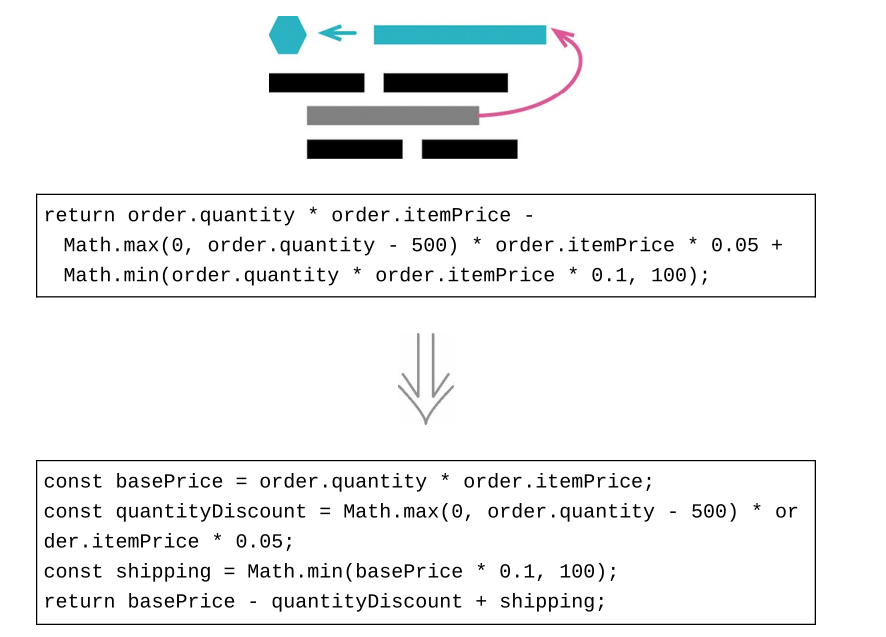 return order.quantity * order.itemPrice -
Math.max(0, order.quantity - 500) * order.itemPrice * 0.05 +
Math.min(order.quantity * order.itemPrice * 0.1, 100);
const basePrice = order.quantity * order.itemPrice;
const quantityDiscount = Math.max(0, order.quantity - 500) * or
der.itemPrice * 0.05;
const shipping = Math.min(basePrice * 0.1, 100);
return basePrice - quantityDiscount + shipping;